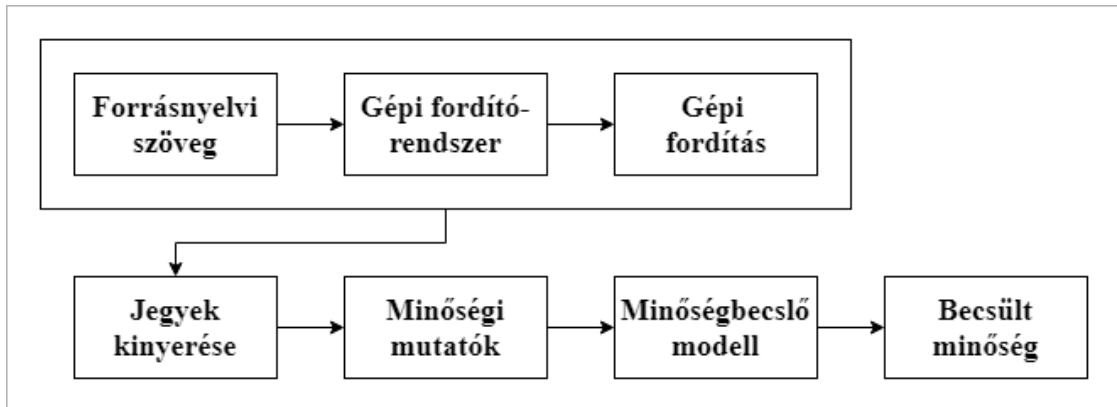 Forrásnyelvi
szöveg
Gépi fordító-
rendszer
Gépi
fordítás
Jegyek
kinyerése
Minőségi
mutatók
Minőségbecslő
modell
Becsült
minőség